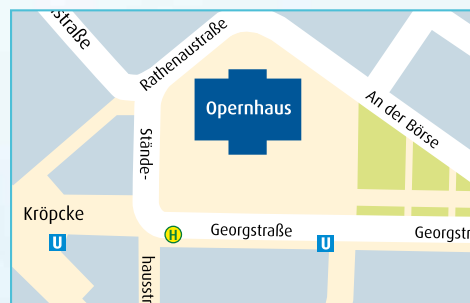 straße
Rathenaustraße
An der Börse
Opernhaus
Stände-
Kröpcke
U
H
Georgstraße
U
Georgstr
hausstr